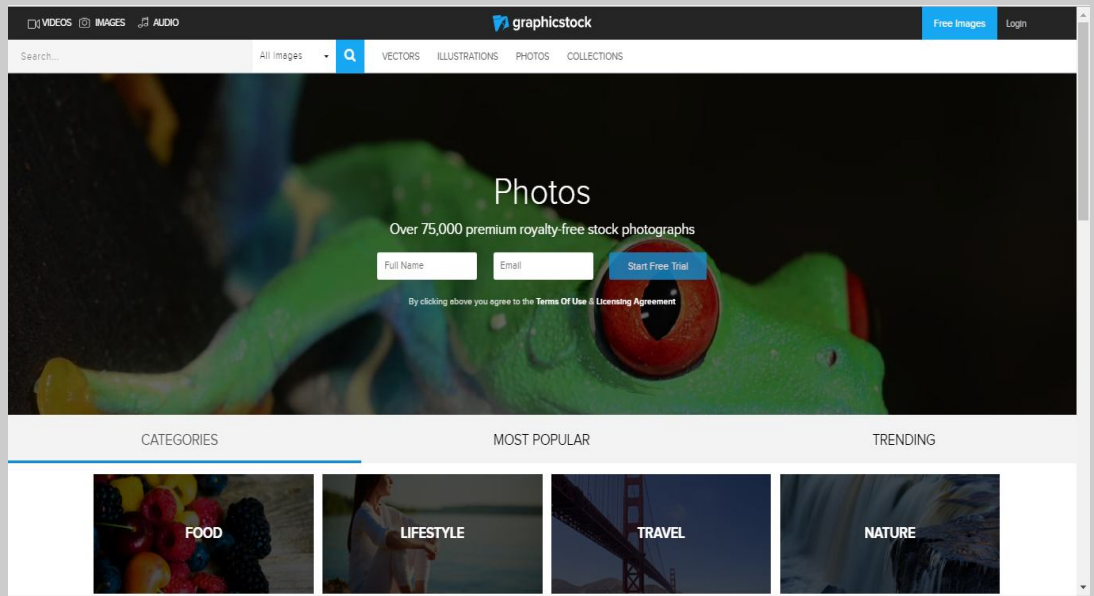 VIDEOS IMAGES AUDIO graphicstock Free Images Login
Search... All Images VECTORS ILLUSTRATIONS PHOTOS COLLECTIONS
Photos
Over 75,000 premium royalty-free stock photographs
Full Name Email Start Free Trial
By clicking above you agree to the Terms Of Use & Licensing Agreement
CATEGORIES MOST POPULAR TRENDING
FOOD LIFESTYLE TRAVEL NATURE